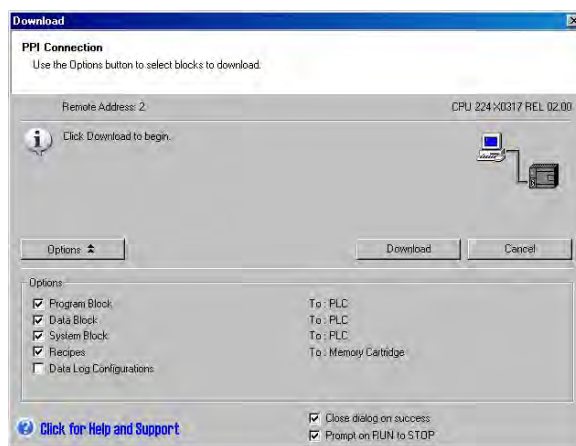 Download
PPI Connection
Use the Options button to select blocks to download.
Remote Address: 2
CPU 224 X0317 REL 02.00
Click Download to begin.
Options
Download
Cancel
Options
Program Block
To : PLC
Data Block
To : PLC
System Block
To : PLC
Recipes
To : Memory Cartridge
Data Log Configurations
Click for Help and Support
Close dialog on success
Prompt on RUN to STOP